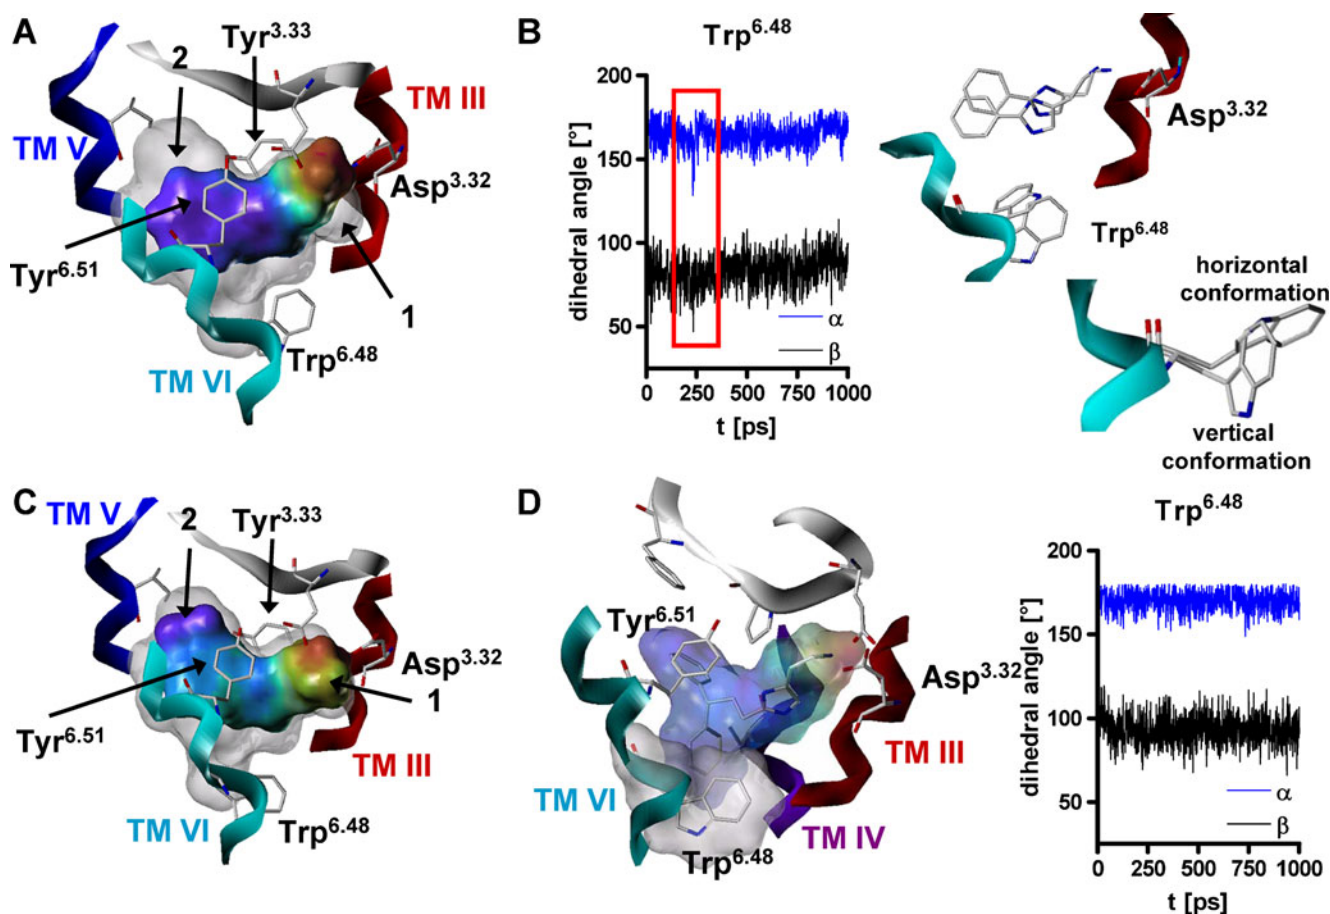 A
2
Tyr3.33
TM III
TM V
Asp3.32
Tyr6.51
1
Trp6.48
TM VI
B
Trp6.48
200
150
100
50
dihedral angle [°]
α
β
0 250 500 750 1000
t [ps]
Asp3.32
Trp6.48
horizontal
conformation
vertical
conformation
C
TM V
2
Tyr3.33
Asp3.32
1
Tyr6.51
TM III
TM VI
Trp6.48
D
Tyr6.51
Asp3.32
TM III
TM VI
TM IV
Trp6.48
Trp6.48
200
150
100
50
dihedral angle [°]
α
β
0 250 500 750 1000
t [ps]